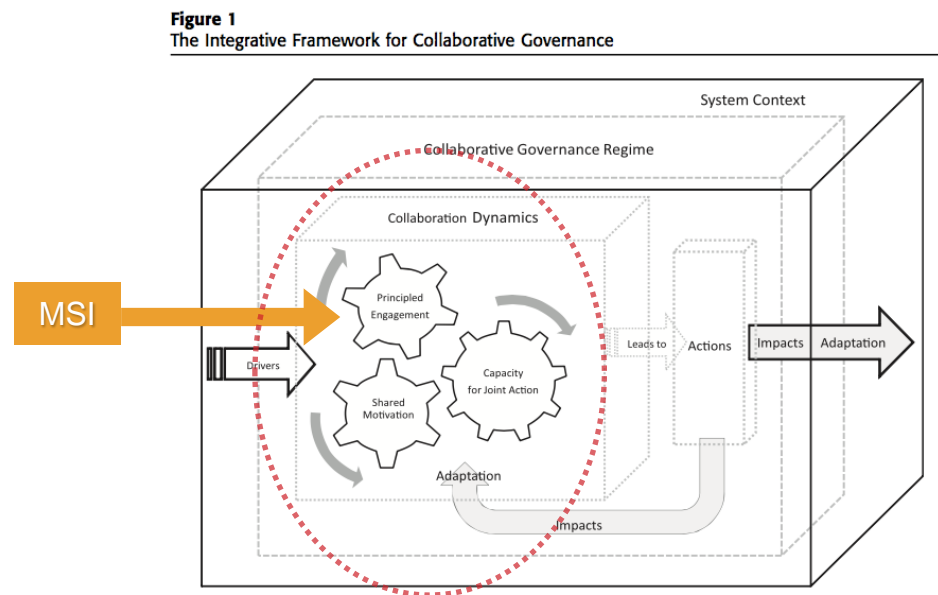 Figure 1
The Integrative Framework for Collaborative Governance
System Context
Collaborative Governance Regime
Collaboration Dynamics
MSI
Principled
Engagement
Drivers
Shared
Motivation
Capacity
for Joint Action
Leads to
Actions
Impacts
Adaptation
Adaptation
Impacts